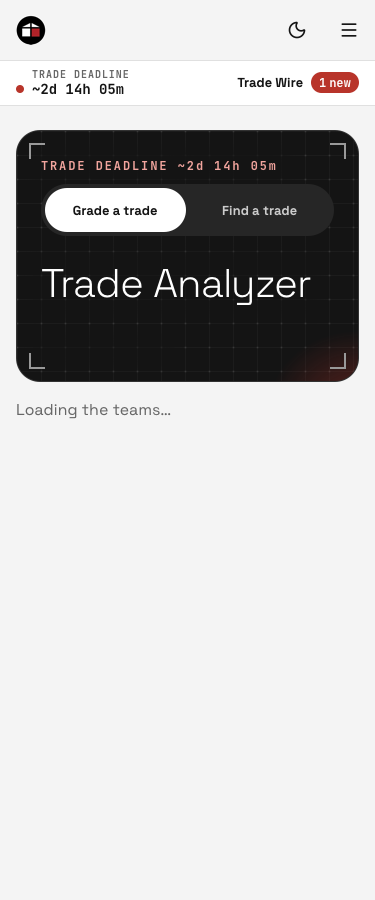 TRADE DEADLINE
~2d 14h 05m
Trade Wire
1 new
TRADE DEADLINE ~2d 14h 05m
Grade a trade
Find a trade
Trade Analyzer
Loading the teams…